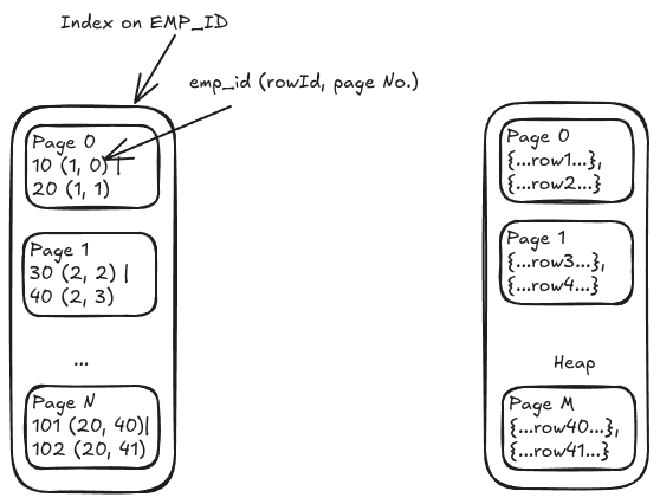 Index on EMP_ID
emp_id (rowId, page No.)
Page 0
10 (1, 0) |
20 (1, 1)
Page 1
30 (2, 2) |
40 (2, 3)
...
Page N
101 (20, 40)|
102 (20, 41)
Page 0
{...row1...},
{...row2...}
Page 1
{...row3...},
{...row4...}
Heap
Page M
{...row40...},
{...row41...}